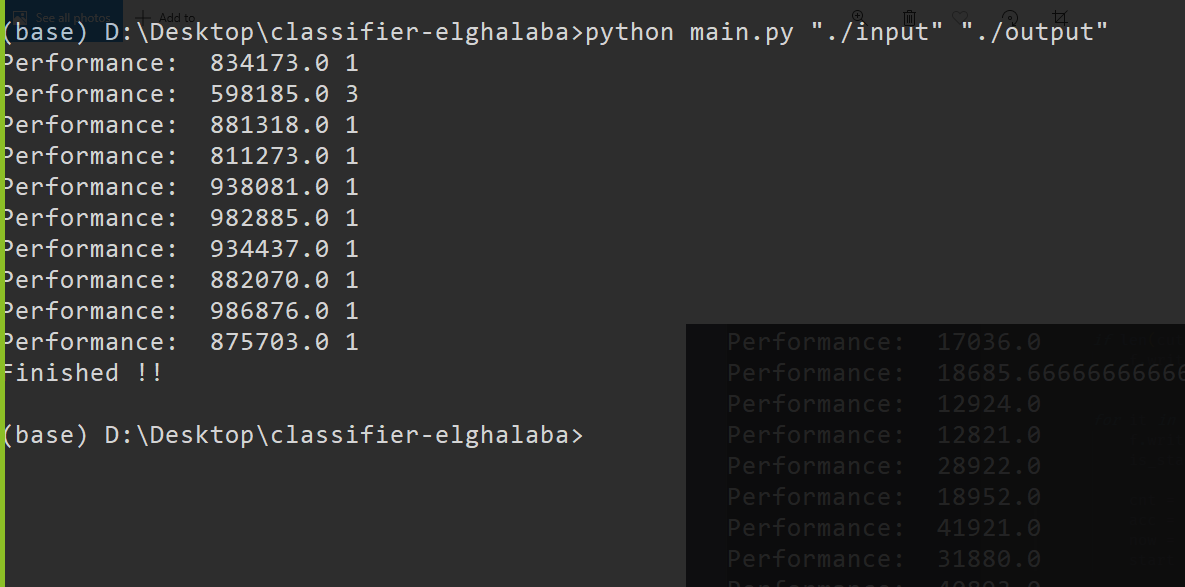 See all photos
Add to
(base) D:\Desktop\classifier-elghalaba>python main.py "./input" "./output"
Performance:  834173.0 1
Performance:  598185.0 3
Performance:  881318.0 1
Performance:  811273.0 1
Performance:  938081.0 1
Performance:  982885.0 1
Performance:  934437.0 1
Performance:  882070.0 1
Performance:  986876.0 1
Performance:  875703.0 1
Finished !!
(base) D:\Desktop\classifier-elghalaba>
Performance:  17036.0
Performance:  18685.66666666666
Performance:  12924.0
Performance:  12821.0
Performance:  28922.0
Performance:  18952.0
Performance:  41921.0
Performance:  31880.0